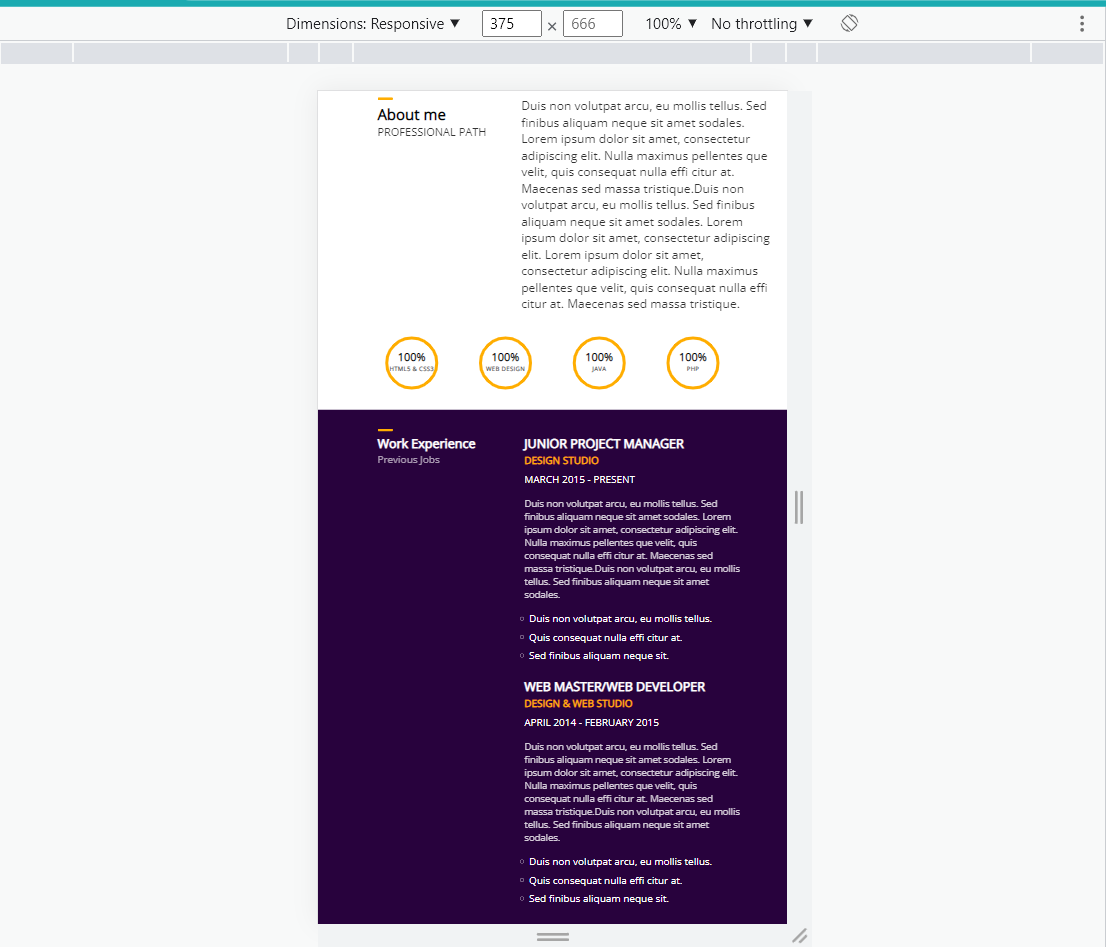 Dimensions: Responsive ▼ 375 × 666 100% ▼ No throttling ▼
About me
PROFESSIONAL PATH
Duis non volutpat arcu, eu mollis tellus. Sed
finibus aliquam neque sit amet sodales.
Lorem ipsum dolor sit amet, consectetur
adipiscing elit. Nulla maximus pellentes que
velit, quis consequat nulla effi citur at.
Maecenas sed massa tristique.Duis non
volutpat arcu, eu mollis tellus. Sed finibus
aliquam neque sit amet sodales. Lorem
ipsum dolor sit amet, consectetur adipiscing
elit. Lorem ipsum dolor sit amet,
consectetur adipiscing elit. Nulla maximus
pellentes que velit, quis consequat nulla effi
citur at. Maecenas sed massa tristique.
100%
HTML5 & CSS3
100%
WEB DESIGN
100%
JAVA
100%
PHP
Work Experience
Previous Jobs
JUNIOR PROJECT MANAGER
DESIGN STUDIO
MARCH 2015 - PRESENT
Duis non volutpat arcu, eu mollis tellus. Sed
finibus aliquam neque sit amet sodales. Lorem
ipsum dolor sit amet, consectetur adipiscing elit.
Nulla maximus pellentes que velit, quis
consequat nulla effi citur at. Maecenas sed
massa tristique.Duis non volutpat arcu, eu mollis
tellus. Sed finibus aliquam neque sit amet
sodales.
Duis non volutpat arcu, eu mollis tellus.
Quis consequat nulla effi citur at.
Sed finibus aliquam neque sit.
WEB MASTER/WEB DEVELOPER
DESIGN & WEB STUDIO
APRIL 2014 - FEBRUARY 2015
Duis non volutpat arcu, eu mollis tellus. Sed
finibus aliquam neque sit amet sodales. Lorem
ipsum dolor sit amet, consectetur adipiscing elit.
Nulla maximus pellentes que velit, quis
consequat nulla effi citur at. Maecenas sed
massa tristique.Duis non volutpat arcu, eu mollis
tellus. Sed finibus aliquam neque sit amet
sodales.
Duis non volutpat arcu, eu mollis tellus.
Quis consequat nulla effi citur at.
Sed finibus aliquam neque sit.